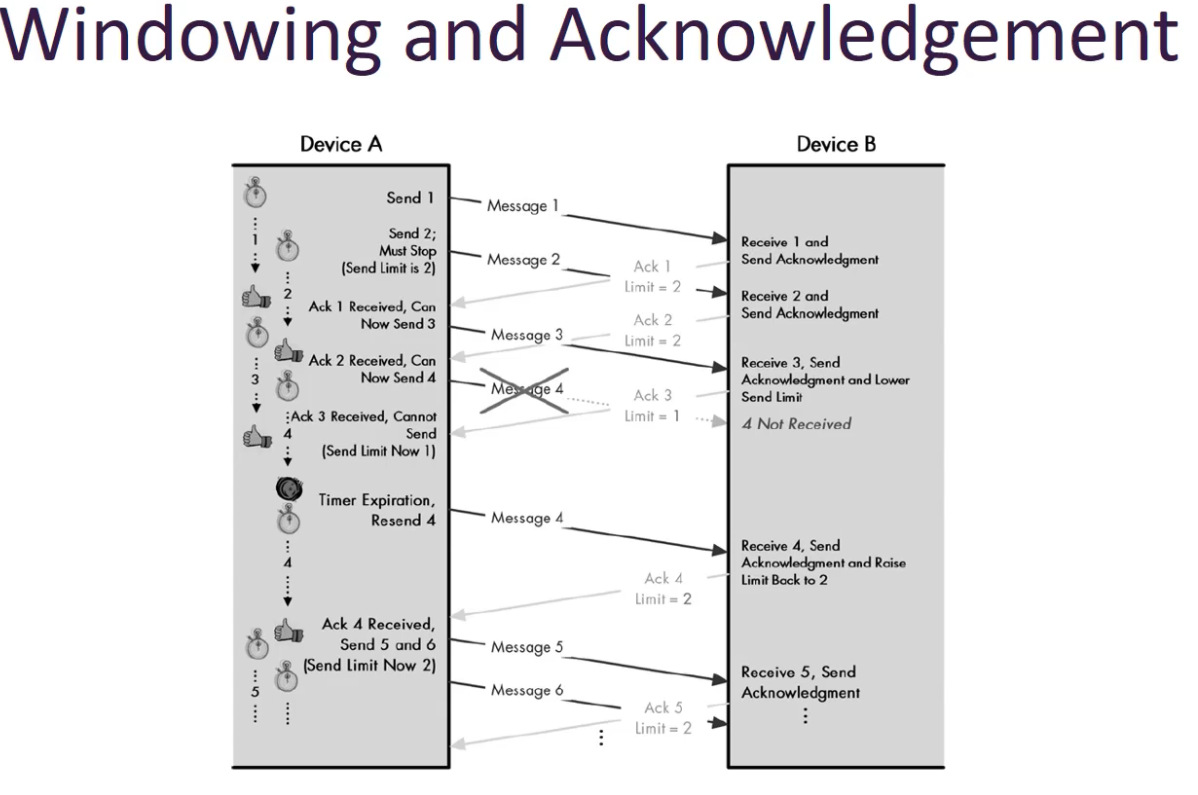 Windowing and Acknowledgement
Device A
Device B
Send 1
Message 1
Receive 1 and
Send Acknowledgment
1
Send 2;
Must Stop
(Send Limit is 2)
Message 2
Ack 1
Limit = 2
Receive 2 and
Send Acknowledgment
2
Ack 1 Received, Can
Now Send 3
Message 3
Ack 2
Limit = 2
Receive 3, Send
Acknowledgment and Lower
Send Limit
3
Ack 2 Received, Can
Now Send 4
Message 4
Ack 3
Limit = 1
4 Not Received
4
Ack 3 Received, Cannot
Send
(Send Limit Now 1)
Timer Expiration,
Resend 4
Message 4
Receive 4, Send
Acknowledgment and Raise
Limit Back to 2
4
Ack 4
Limit = 2
Ack 4 Received,
Send 5 and 6
(Send Limit Now 2)
Message 5
Receive 5, Send
Acknowledgment
5
Message 6
Ack 5
Limit = 2